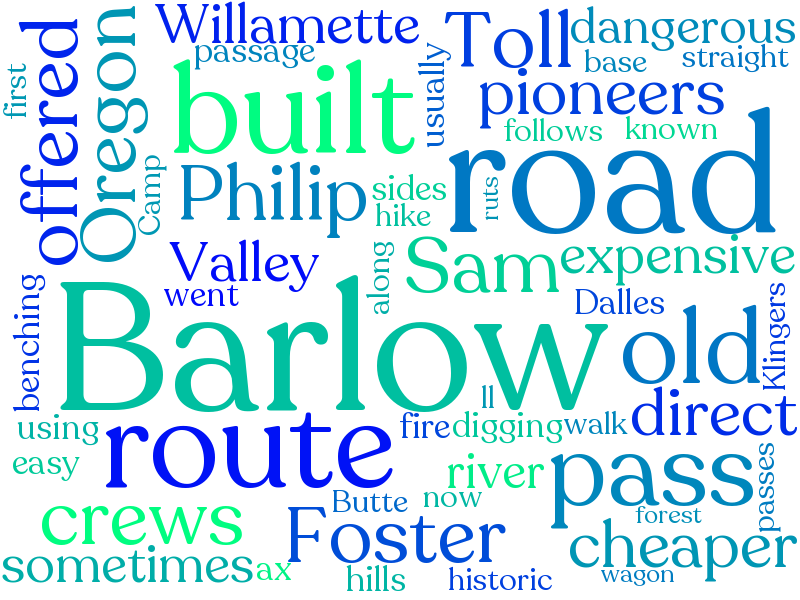 Willamette
Toll
dangerous
passage
base
straight
first
offered
Oregon
built
usually
pioneers
follows
known
road
Camp
Philip
sides
hike
ruts
Valley
went
along
Sam
expensive
benching
Barlow
Dalles
old
Klingers
using
easy
route
ll
fire
digging
walk
direct
river
pass
passes
crews
Butte
now
forest
Foster
cheaper
sometimes
ax
hills
historic
wagon